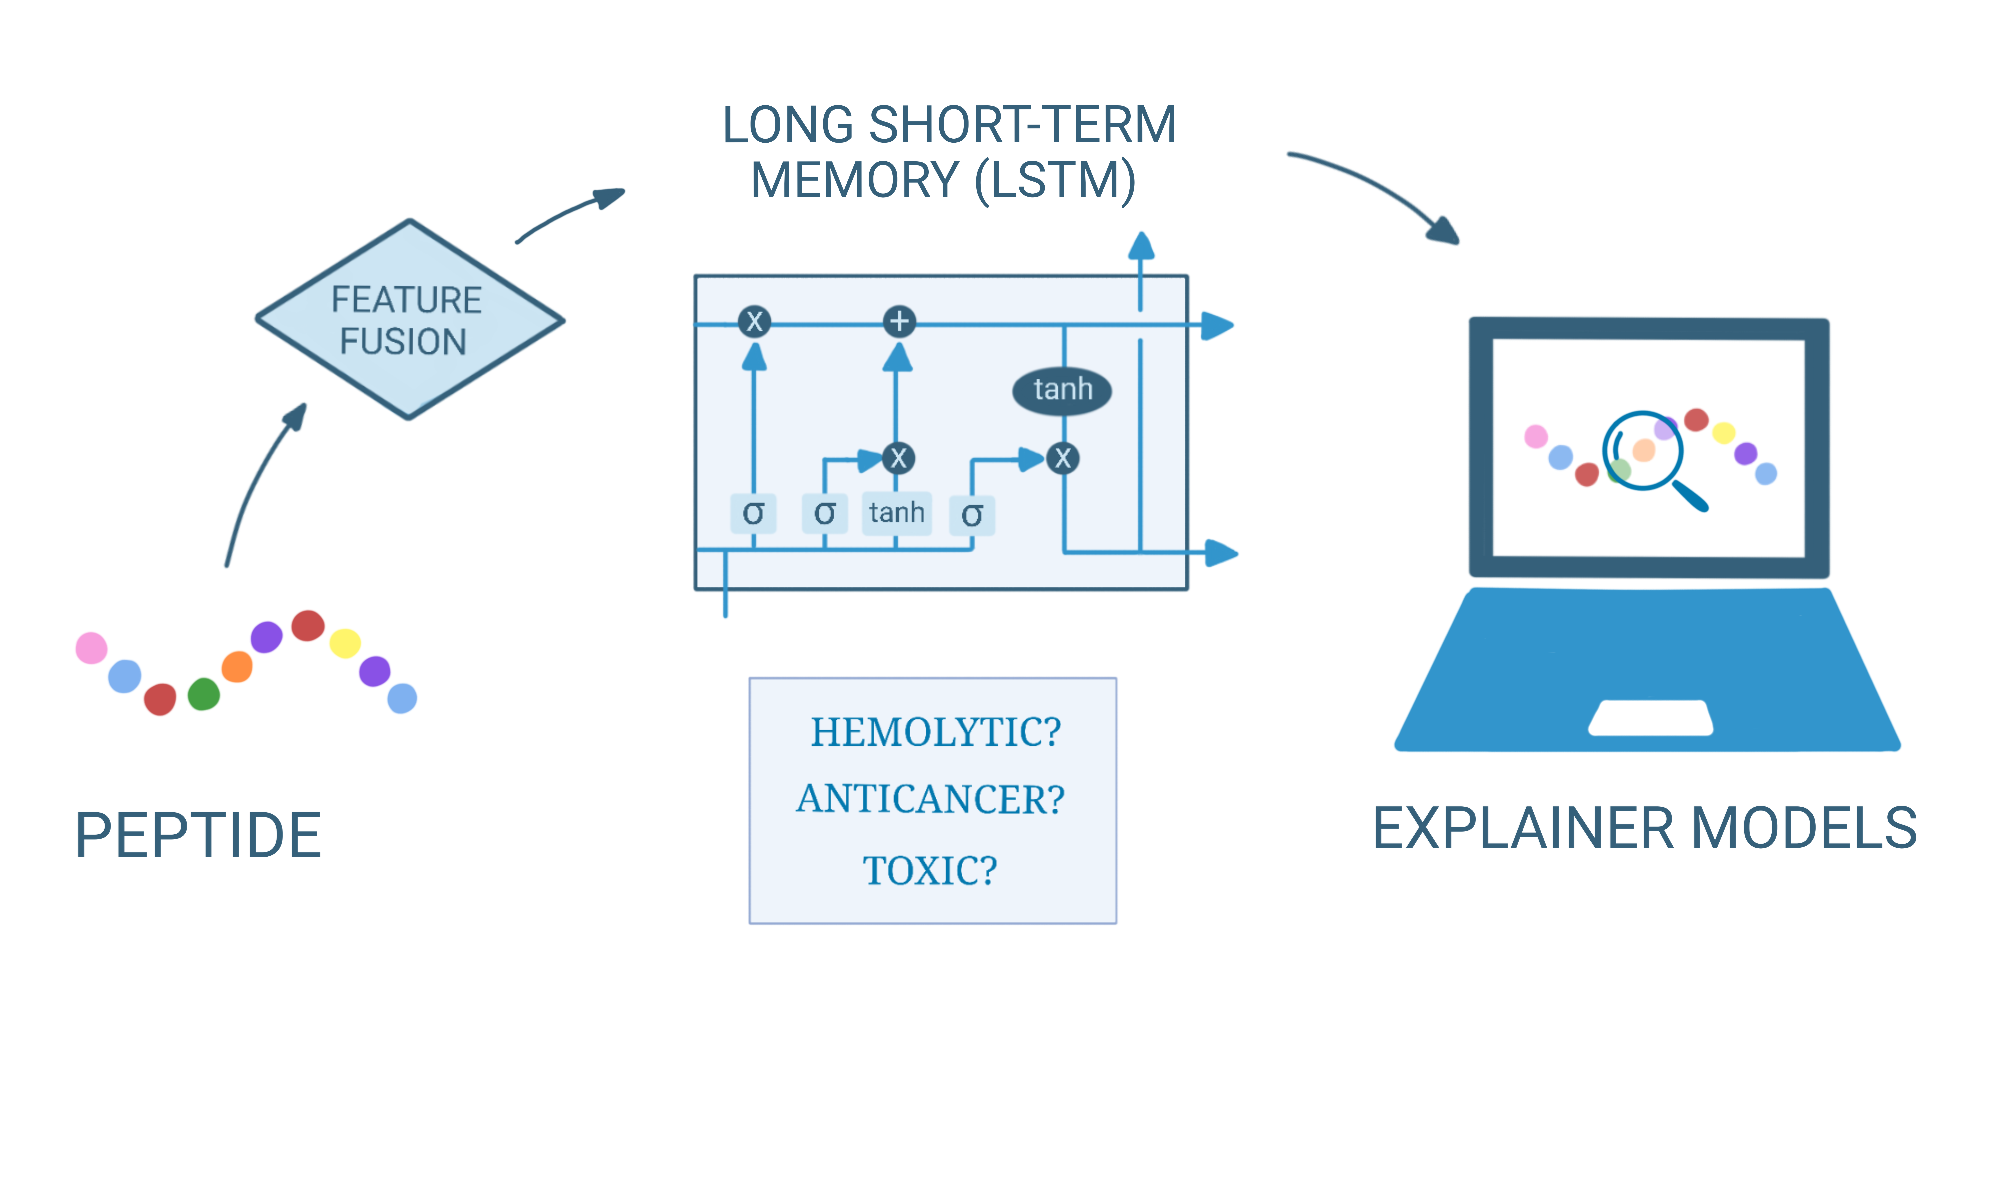 LONG SHORT-TERM
MEMORY (LSTM)
FEATURE
FUSION
X
+
tanh
X
X
σ
σ
tanh
σ
PEPTIDE
HEMOLYTIC?
ANTICANCER?
TOXIC?
EXPLAINER MODELS